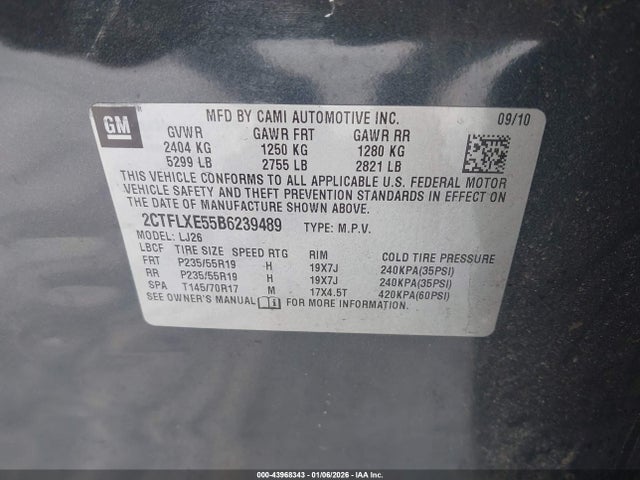 GM
MFD BY CAMI AUTOMOTIVE INC. 09/10
GVWR GAWR FRT GAWR RR
2404 KG 1250 KG 1280 KG
5299 LB 2755 LB 2821 LB
THIS VEHICLE CONFORMS TO ALL APPLICABLE U.S. FEDERAL MOTOR
VEHICLE SAFETY AND THEFT PREVENTION STANDARDS IN EFFECT ON
THE DATE OF MANUFACTURE SHOWN ABOVE.
2CTFLXE55B6239489 TYPE: M.P.V.
MODEL: LJ26
LBCF TIRE SIZE SPEED RTG RIM COLD TIRE PRESSURE
FRT P235/55R19 H 19X7J 240KPA(35PSI)
RR P235/55R19 H 19X7J 240KPA(35PSI)
SPA T145/70R17 M 17X4.5T 420KPA(60PSI)
SEE OWNER'S MANUAL FOR MORE INFORMATION.
000-43968343 - 01/06/2026 - IAA Inc.